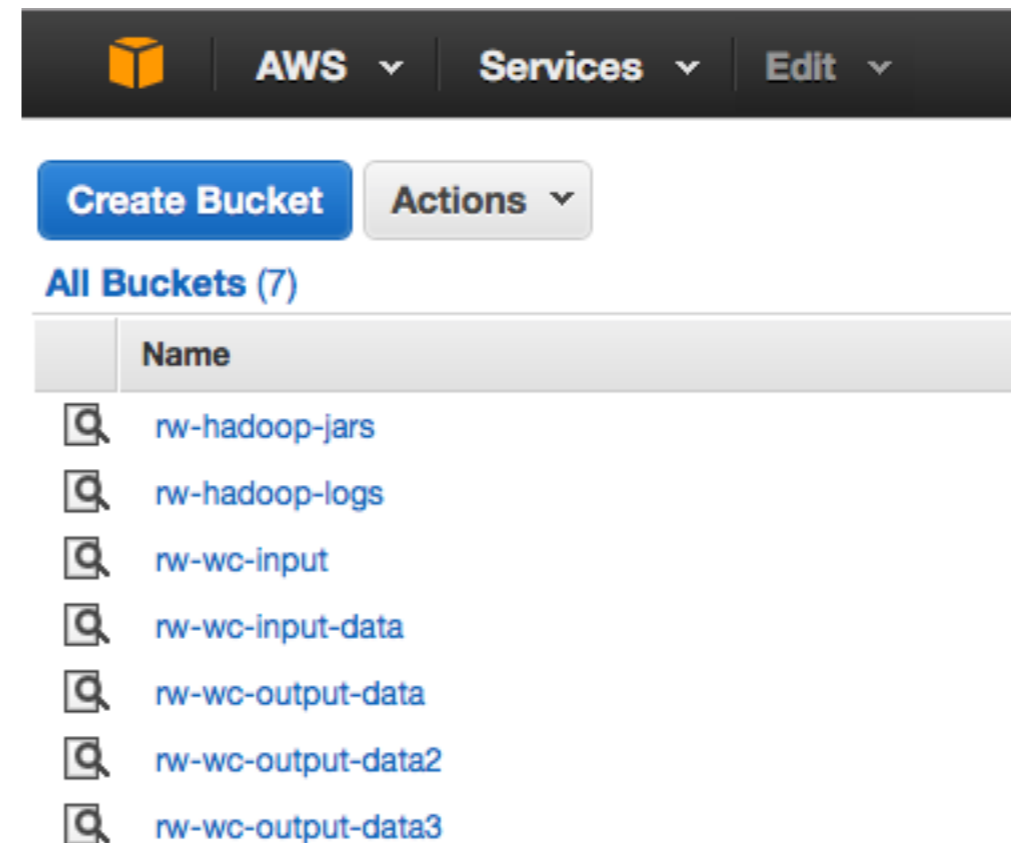 AWS Services Edit
Create Bucket Actions
All Buckets (7)
Name
rw-hadoop-jars
rw-hadoop-logs
rw-wc-input
rw-wc-input-data
rw-wc-output-data
rw-wc-output-data2
rw-wc-output-data3